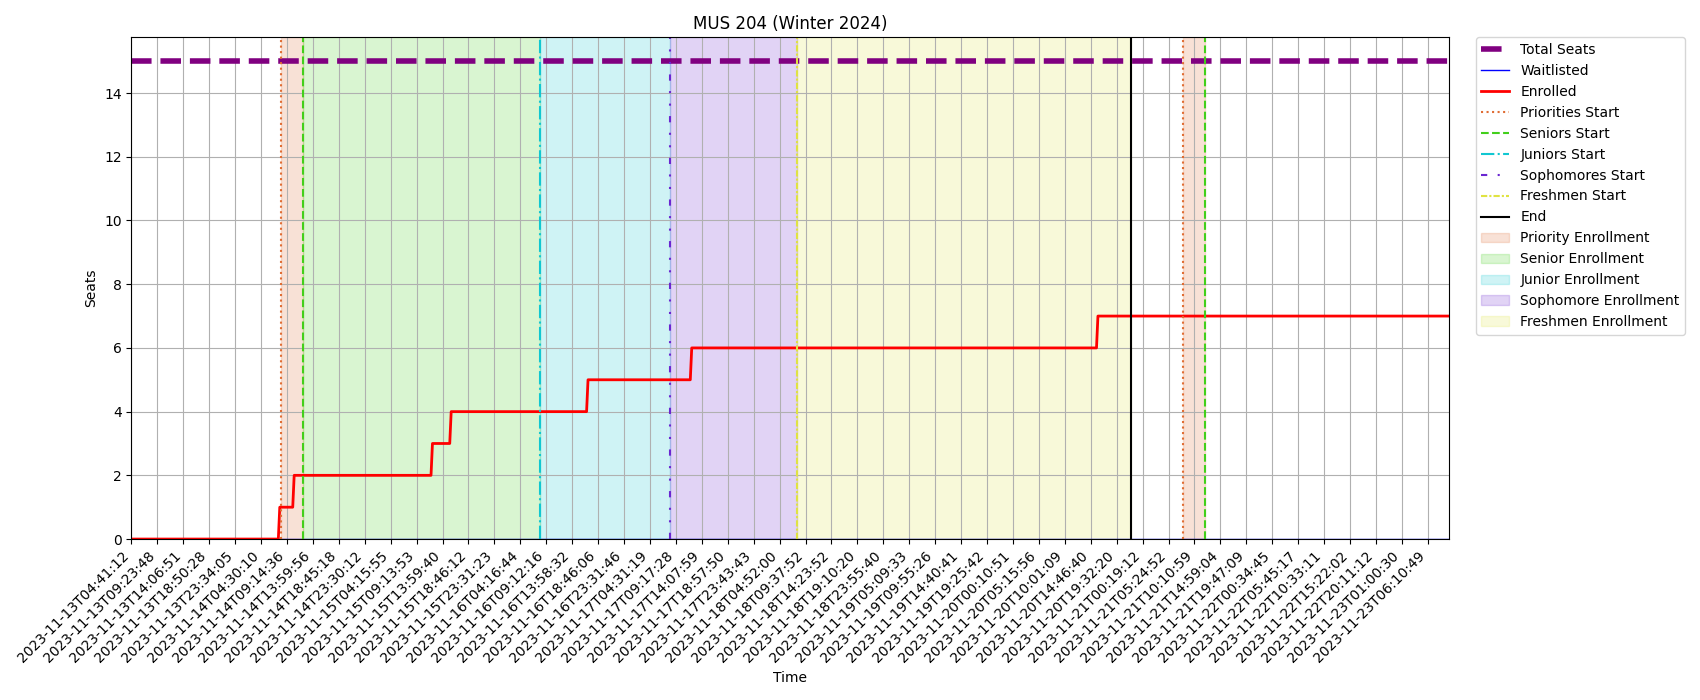 MUS 204 (Winter 2024)
Seats
14
12
10
8
6
4
2
0
2023-11-13T04:41:12
2023-11-13T09:23:48
2023-11-13T14:06:51
2023-11-13T18:50:28
2023-11-13T23:34:05
2023-11-14T04:30:10
2023-11-14T09:14:36
2023-11-14T13:59:56
2023-11-14T18:45:18
2023-11-14T23:30:12
2023-11-15T04:15:55
2023-11-15T09:13:53
2023-11-15T13:59:40
2023-11-15T18:46:12
2023-11-15T23:31:23
2023-11-16T04:16:44
2023-11-16T09:12:16
2023-11-16T13:58:32
2023-11-16T18:46:06
2023-11-16T23:31:46
2023-11-17T04:31:19
2023-11-17T09:17:28
2023-11-17T14:07:59
2023-11-17T18:57:50
2023-11-17T23:43:43
2023-11-18T04:52:00
2023-11-18T09:37:52
2023-11-18T14:23:52
2023-11-18T19:10:20
2023-11-18T23:55:40
2023-11-19T05:09:33
2023-11-19T09:55:26
2023-11-19T14:40:41
2023-11-19T19:25:42
2023-11-20T00:10:51
2023-11-20T05:15:56
2023-11-20T10:01:09
2023-11-20T14:46:40
2023-11-20T19:32:20
2023-11-21T00:19:12
2023-11-21T05:24:52
2023-11-21T10:10:59
2023-11-21T14:59:04
2023-11-21T19:47:09
2023-11-22T00:34:45
2023-11-22T05:45:17
2023-11-22T10:33:11
2023-11-22T15:22:02
2023-11-22T20:11:12
2023-11-23T01:00:30
2023-11-23T06:10:49
Time
Total Seats
Waitlisted
Enrolled
Priorities Start
Seniors Start
Juniors Start
Sophomores Start
Freshmen Start
End
Priority Enrollment
Senior Enrollment
Junior Enrollment
Sophomore Enrollment
Freshmen Enrollment